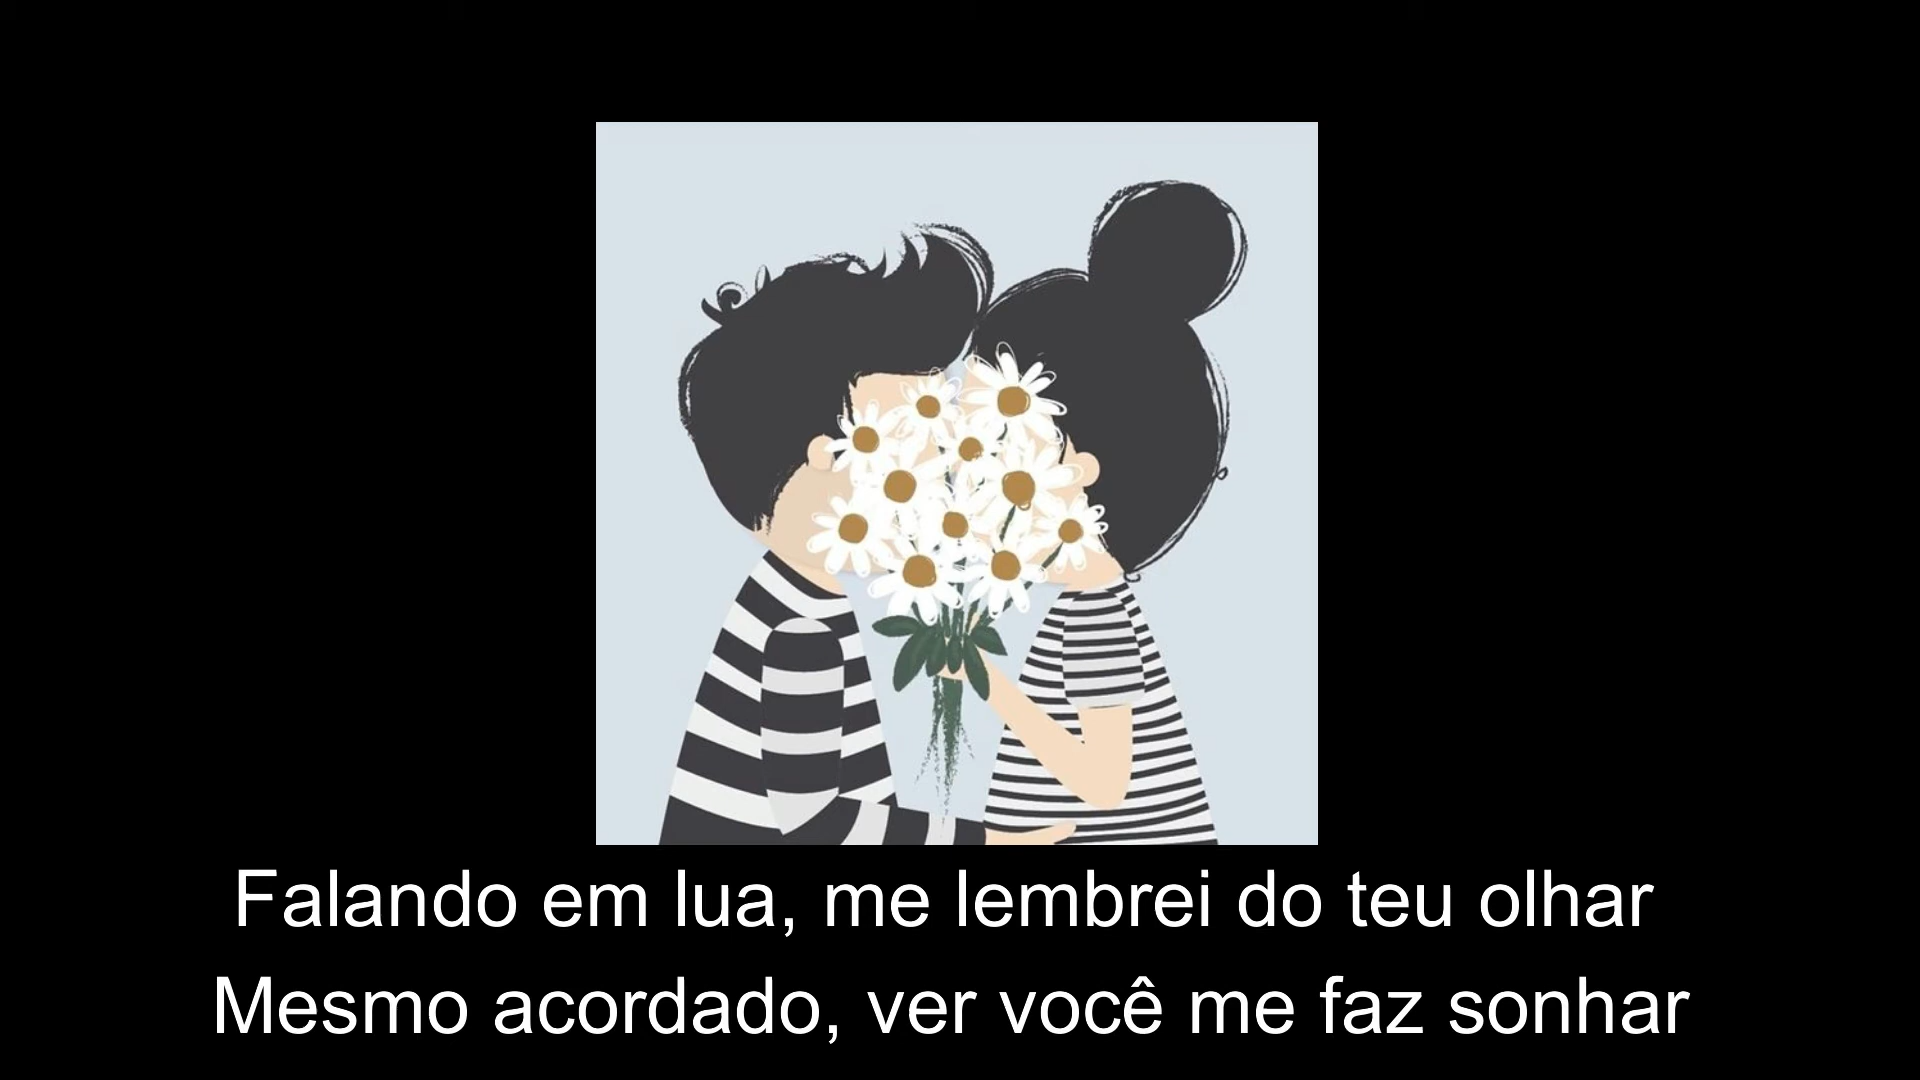 Falando em lua, me lembrei do teu olhar
Mesmo acordado, ver você me faz sonhar